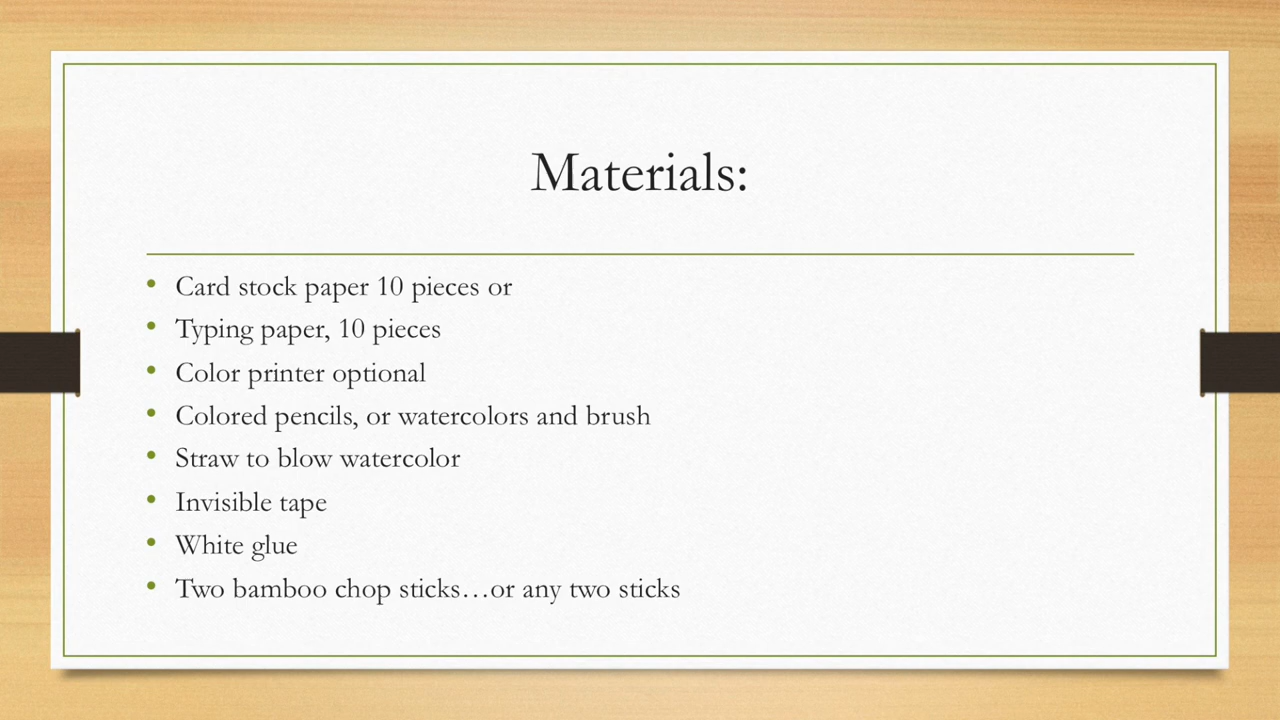 Materials:
• Card stock paper 10 pieces or
• Typing paper, 10 pieces
• Color printer optional
• Colored pencils, or watercolors and brush
• Straw to blow watercolor
• Invisible tape
• White glue
• Two bamboo chop sticks…or any two sticks